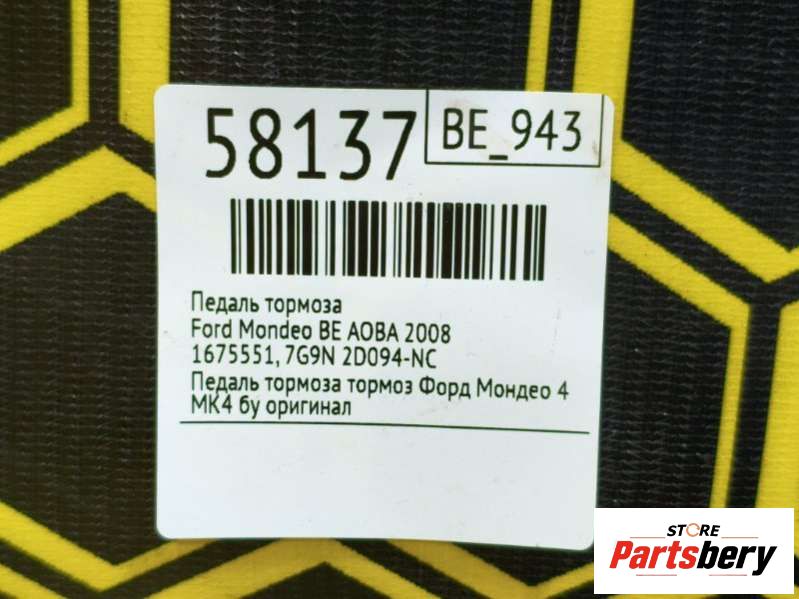 58137
BE_943
Педаль тормоза
Ford Mondeo BE AOBA 2008
1675551, 7G9N 2D094-NC
Педаль тормоза тормоз Форд Мондео 4
МК4 бу оригинал
STORE
Partsbery